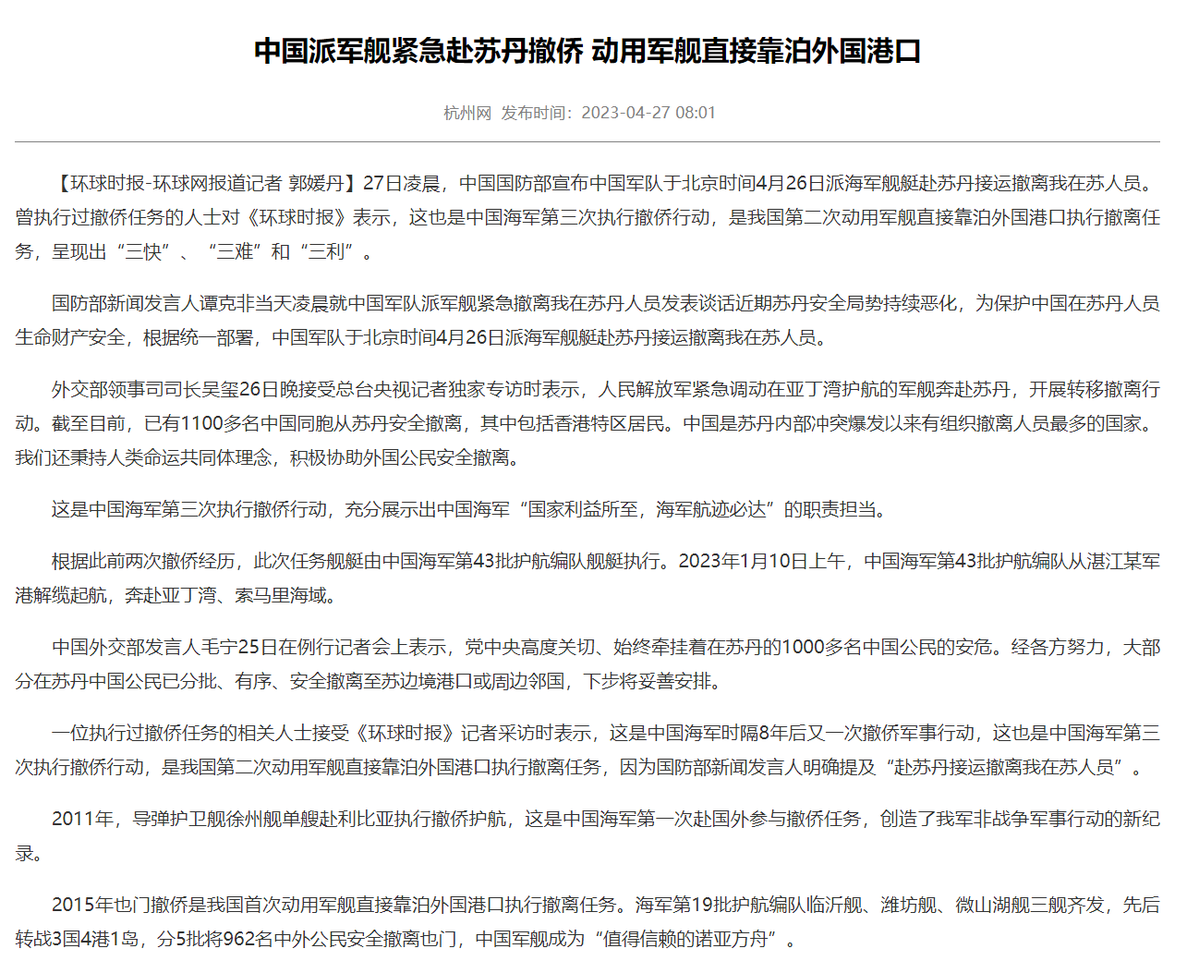 中国派军舰紧急赴苏丹撤侨 动用军舰直接靠泊外国港口
杭州网 发布时间：2023-04-27 08:01
【环球时报-环球网报道记者 郭媛丹】27日凌晨，中国国防部宣布中国军队于北京时间4月26日派海军舰艇赴苏丹接运撤离我在苏人员。
曾执行过撤侨任务的人士对《环球时报》表示，这也是中国海军第三次执行撤侨行动，是我国第二次动用军舰直接靠泊外国港口执行撤离任
务，呈现出“三快”、“三难”和“三利”。
国防部新闻发言人谭克非当天凌晨就中国军队派军舰紧急撤离我在苏丹人员发表谈话近期苏丹安全局势持续恶化，为保护中国在苏丹人员
生命财产安全，根据统一部署，中国军队于北京时间4月26日派海军舰艇赴苏丹接运撤离我在苏人员。
外交部领事司司长吴玺26日晚接受总台央视记者独家专访时表示，人民解放军紧急调动在亚丁湾护航的军舰奔赴苏丹，开展转移撤离行
动。截至目前，已有1100多名中国同胞从苏丹安全撤离，其中包括香港特区居民。中国是苏丹内部冲突爆发以来有组织撤离人员最多的国家。
我们还秉持人类命运共同体理念，积极协助外国公民安全撤离。
这是中国海军第三次执行撤侨行动，充分展示出中国海军“国家利益所至，海军航迹必达”的职责担当。
根据此前两次撤侨经历，此次任务舰艇由中国海军第43批护航编队舰艇执行。2023年1月10日上午，中国海军第43批护航编队从湛江某军
港解缆起航，奔赴亚丁湾、索马里海域。
中国外交部发言人毛宁25日在例行记者会上表示，党中央高度关切、始终牵挂着在苏丹的1000多名中国公民的安危。经各方努力，大部
分在苏丹中国公民已分批、有序、安全撤离至苏边境港口或周边邻国，下步将妥善安排。
一位执行过撤侨任务的相关人士接受《环球时报》记者采访时表示，这是中国海军时隔8年后又一次撤侨军事行动，这也是中国海军第三
次执行撤侨行动，是我国第二次动用军舰直接靠泊外国港口执行撤离任务，因为国防部新闻发言人明确提及“赴苏丹接运撤离我在苏人员”。
2011年，导弹护卫舰徐州舰单艘赴利比亚执行撤侨护航，这是中国海军第一次赴国外参与撤侨任务，创造了我军非战争军事行动的新纪
录。
2015年也门撤侨是我国首次动用军舰直接靠泊外国港口执行撤离任务。海军第19批护航编队临沂舰、潍坊舰、微山湖舰三舰齐发，先后
转战3国4港1岛，分5批将962名中外公民安全撤离也门，中国军舰成为“值得信赖的诺亚方舟”。